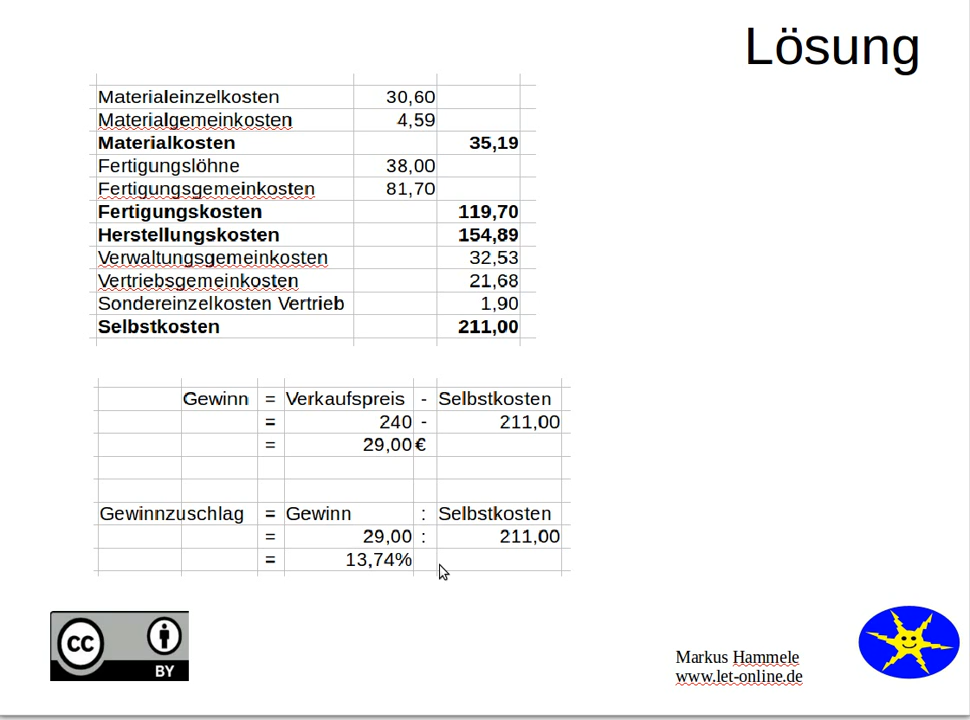 Lösung
Materialeinzelkosten 30,60
Materialgemeinkosten 4,59
Materialkosten 35,19
Fertigungslöhne 38,00
Fertigungsgemeinkosten 81,70
Fertigungskosten 119,70
Herstellungskosten 154,89
Verwaltungsgemeinkosten 32,53
Vertriebsgemeinkosten 21,68
Sondereinzelkosten Vertrieb 1,90
Selbstkosten 211,00
Gewinn = Verkaufspreis - Selbstkosten
= 240 - 211,00
= 29,00 €
Gewinnzuschlag = Gewinn : Selbstkosten
= 29,00 : 211,00
= 13,74%
CC
BY
Markus Hammele
www.let-online.de